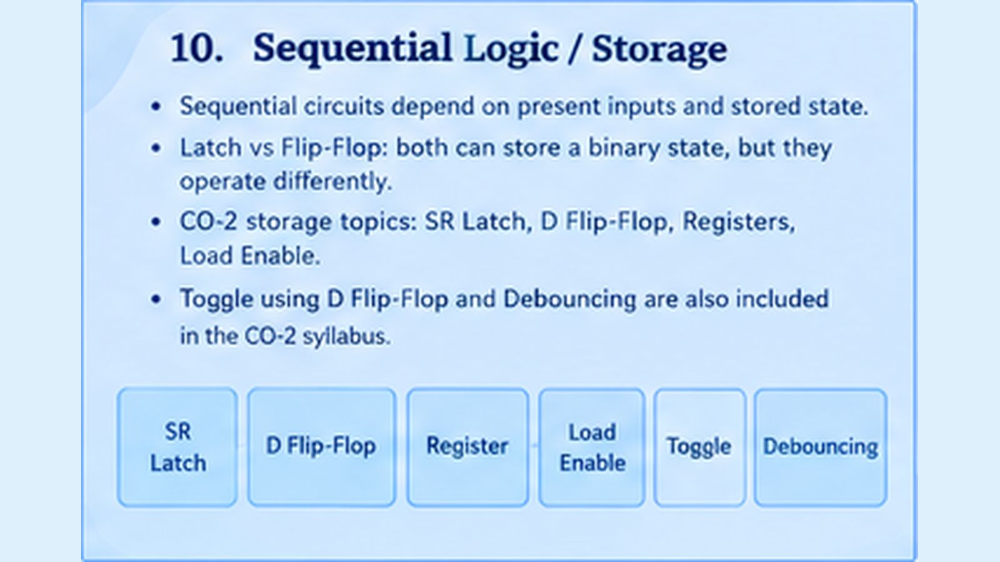 10. Sequential Logic / Storage
• Sequential circuits depend on present inputs and stored state.
• Latch vs Flip-Flop: both can store a binary state, but they
operate differently.
• CO-2 storage topics: SR Latch, D Flip-Flop, Registers,
Load Enable.
• Toggle using D Flip-Flop and Debouncing are also included
in the CO-2 syllabus.
SR
Latch
D Flip-Flop
Register
Load
Enable
Toggle
Debouncing